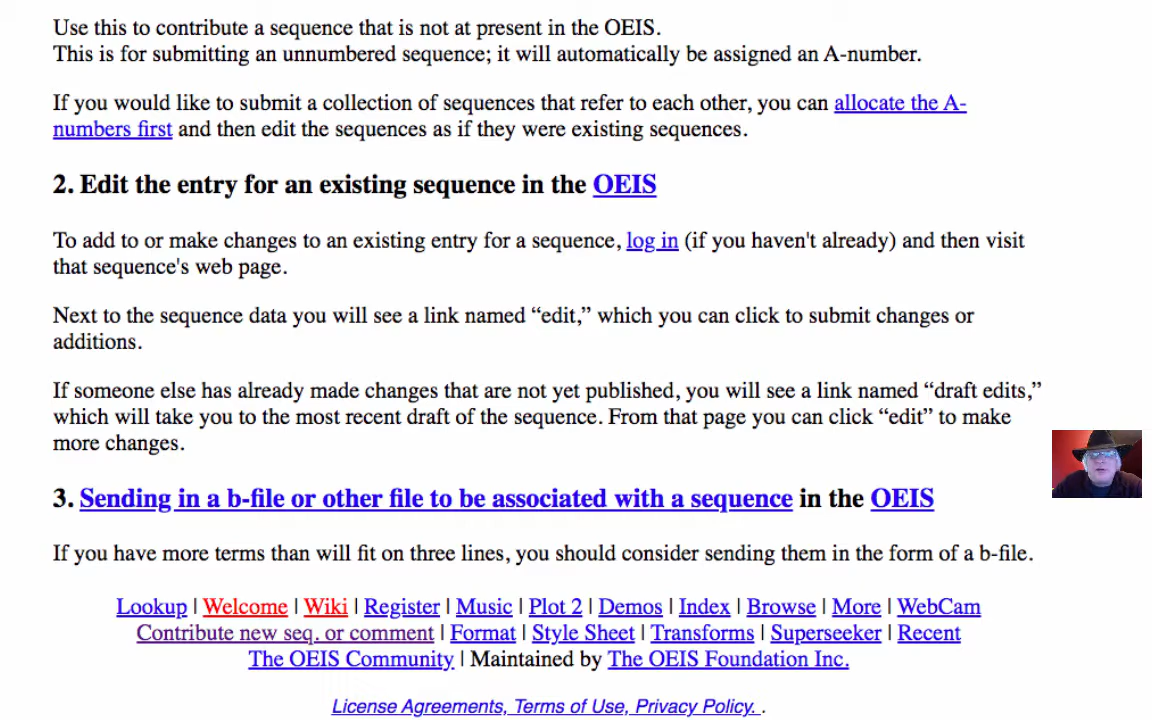 Use this to contribute a sequence that is not at present in the OEIS.
This is for submitting an unnumbered sequence; it will automatically be assigned an A-number.
If you would like to submit a collection of sequences that refer to each other, you can allocate the A-
numbers first and then edit the sequences as if they were existing sequences.
2. Edit the entry for an existing sequence in the OEIS
To add to or make changes to an existing entry for a sequence, log in (if you haven't already) and then visit
that sequence's web page.
Next to the sequence data you will see a link named “edit,” which you can click to submit changes or
additions.
If someone else has already made changes that are not yet published, you will see a link named “draft edits,”
which will take you to the most recent draft of the sequence. From that page you can click “edit” to make
more changes.
3. Sending in a b-file or other file to be associated with a sequence in the OEIS
If you have more terms than will fit on three lines, you should consider sending them in the form of a b-file.
Lookup | Welcome | Wiki | Register | Music | Plot 2 | Demos | Index | Browse | More | WebCam
Contribute new seq. or comment | Format | Style Sheet | Transforms | Superseeker | Recent
The OEIS Community | Maintained by The OEIS Foundation Inc.
License Agreements, Terms of Use, Privacy Policy. .